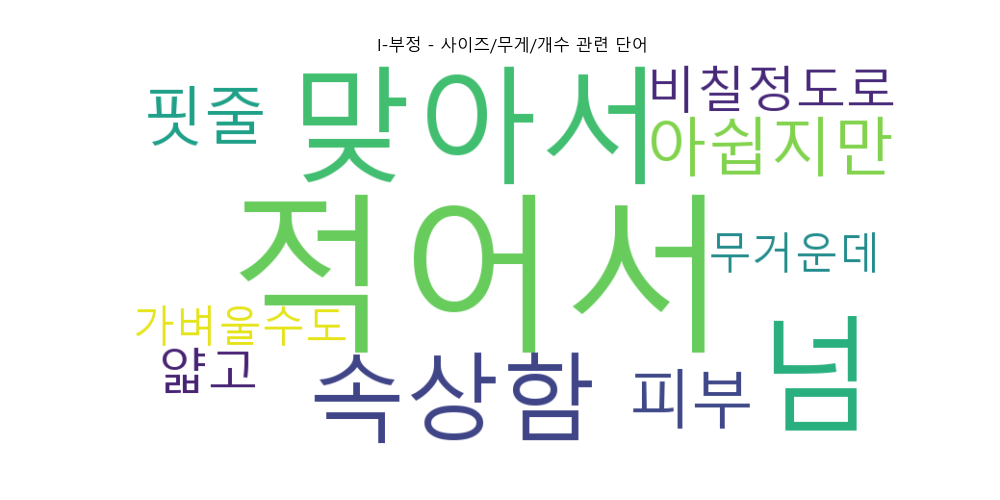 I-부정 - 사이즈/무게/개수 관련 단어
핏줄 맞아서 비칠정도로
아쉽지만
적어서 무거운데
가벼울수도
얇고 속상함 피부 넘